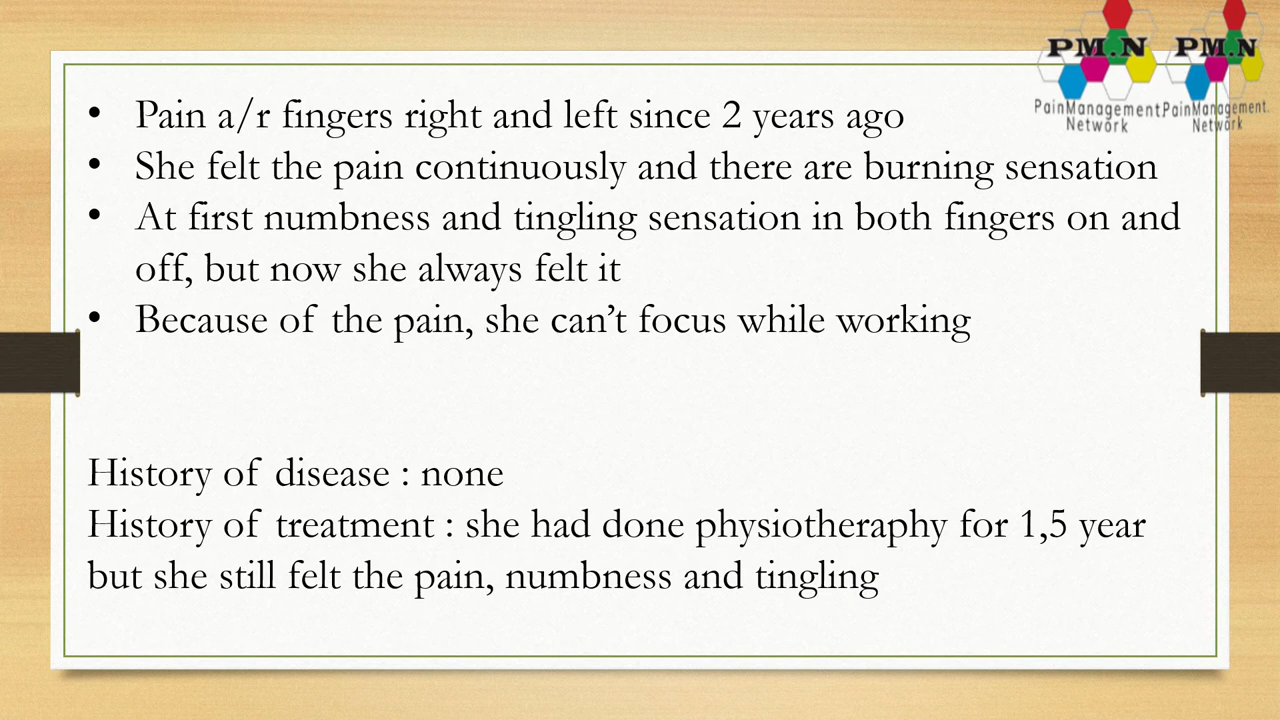 PM.N PM.N
PainManagement PainManagement
Network Network
• Pain a/r fingers right and left since 2 years ago
• She felt the pain continuously and there are burning sensation
• At first numbness and tingling sensation in both fingers on and
off, but now she always felt it
• Because of the pain, she can’t focus while working
History of disease : none
History of treatment : she had done physiotheraphy for 1,5 year
but she still felt the pain, numbness and tingling